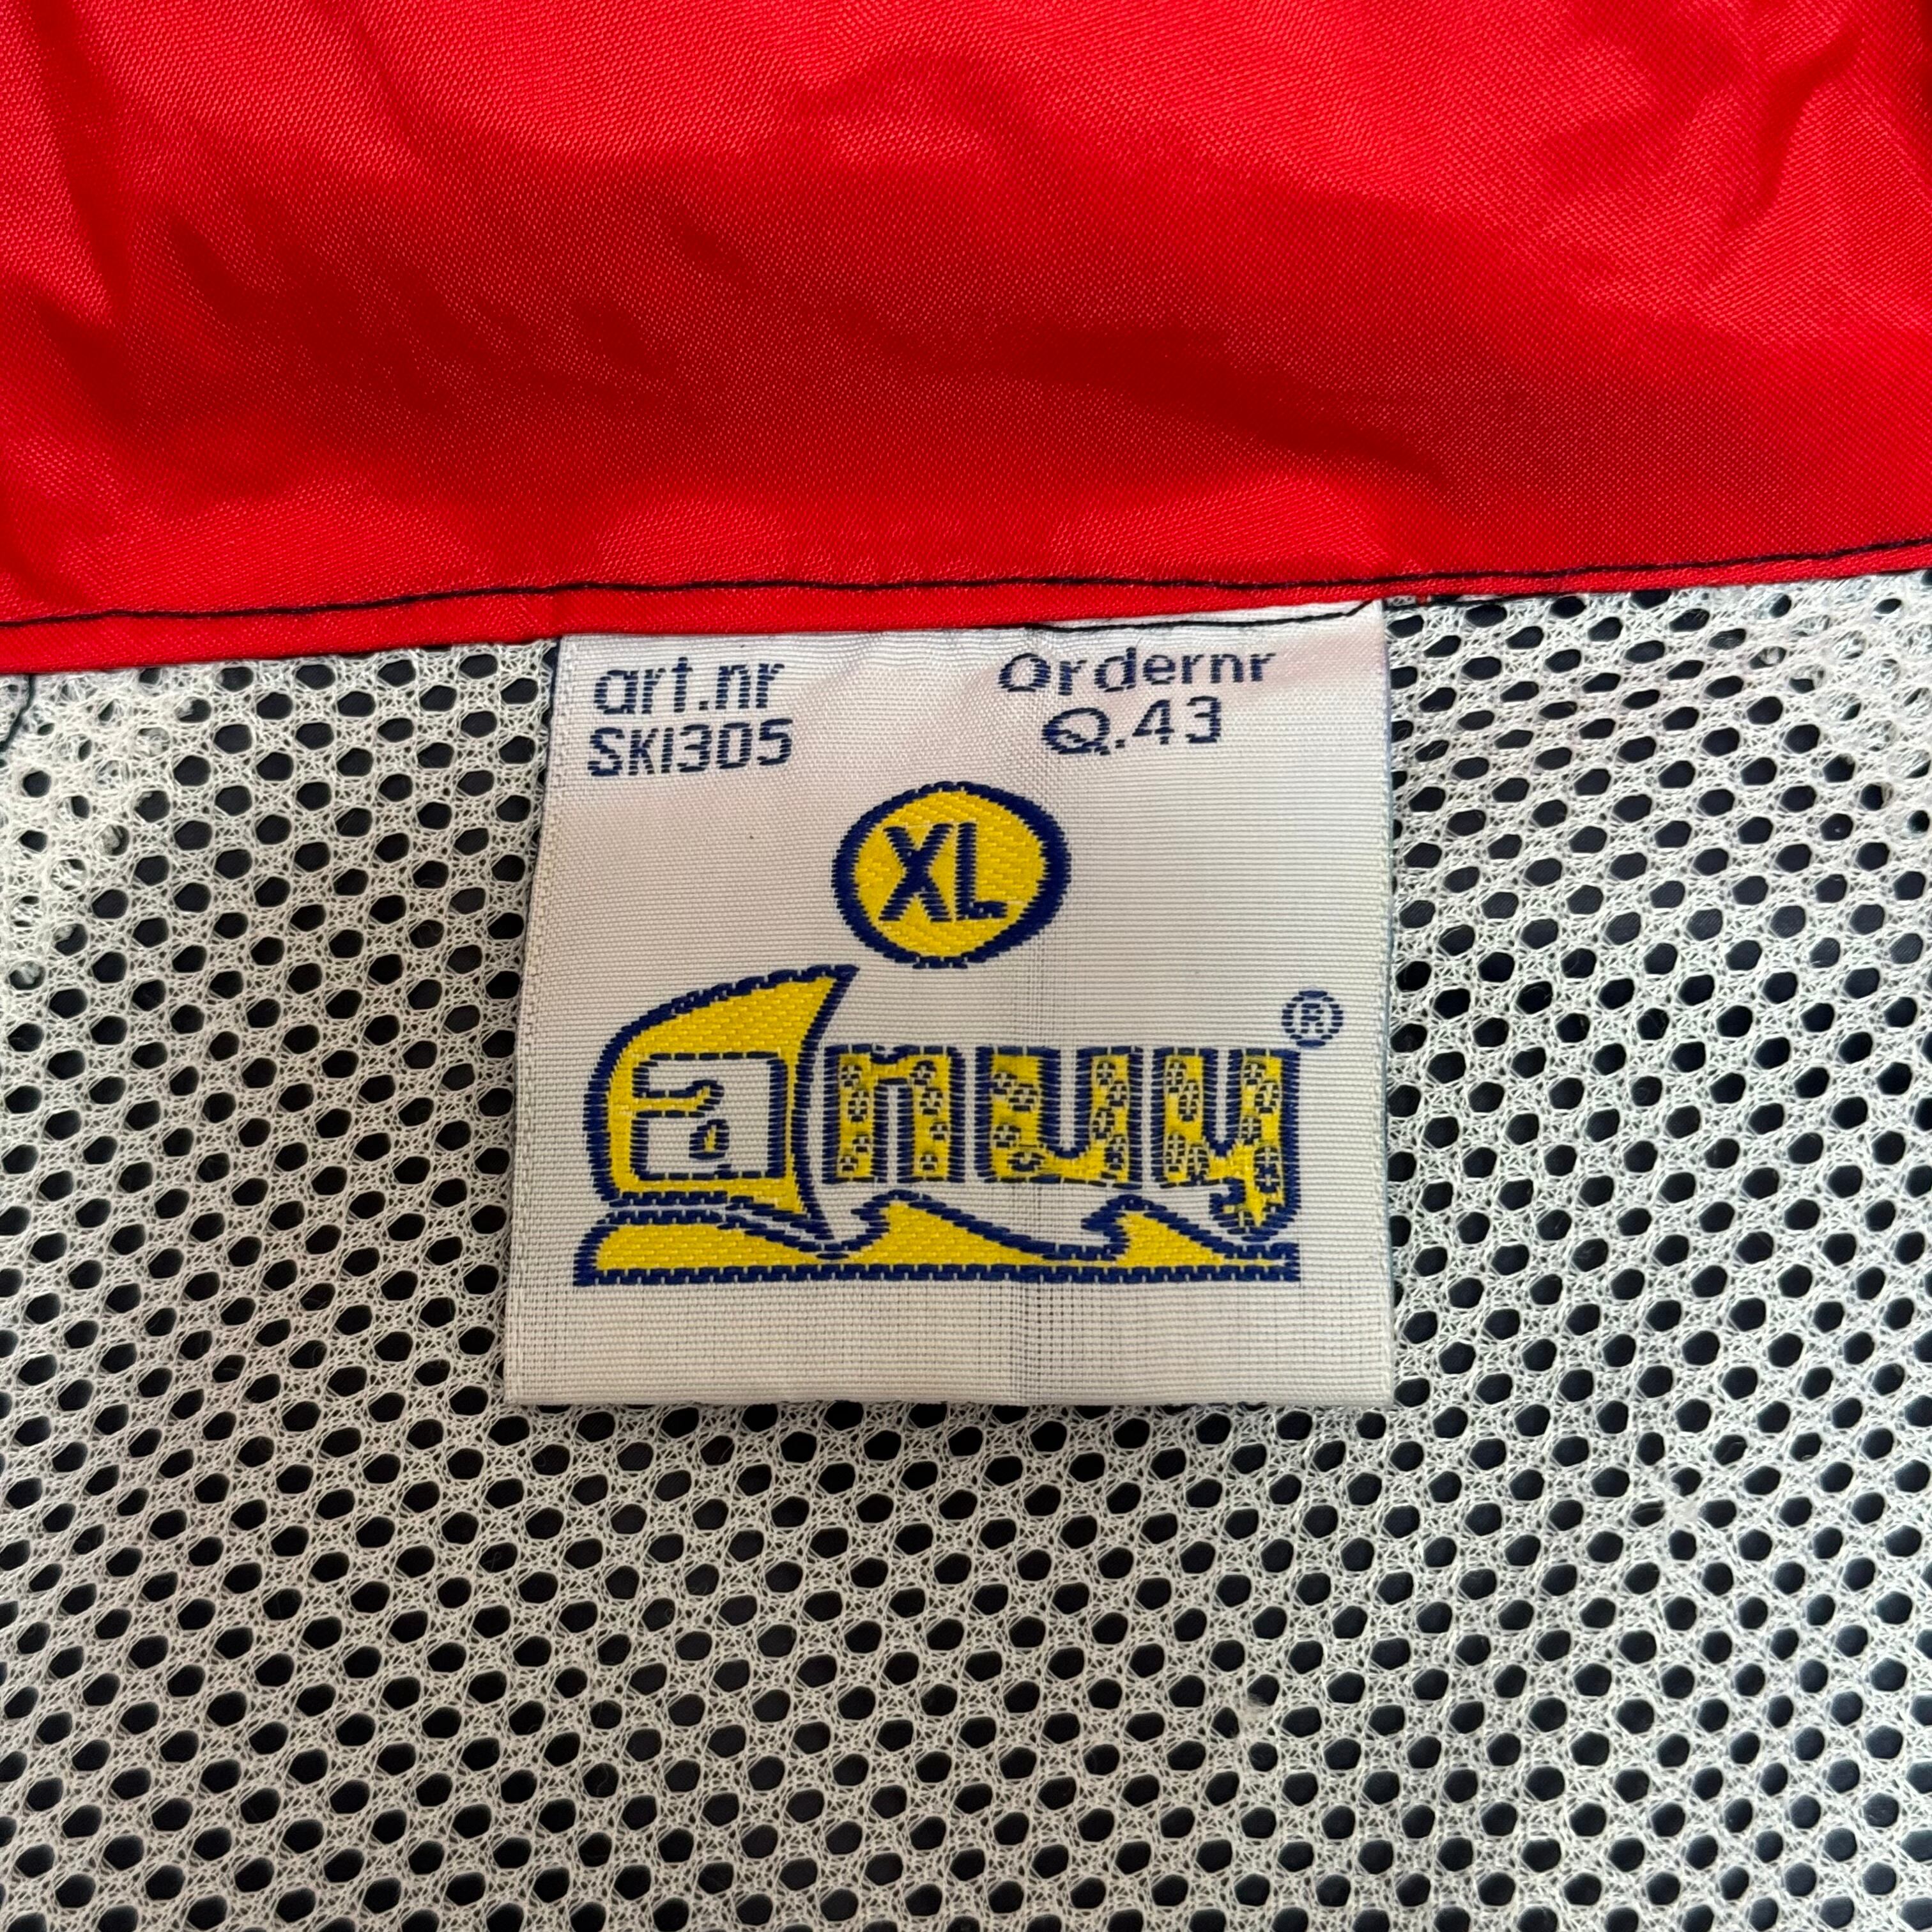 art.nr
SKI305
Ordernr
Q.43
XL
anuy®